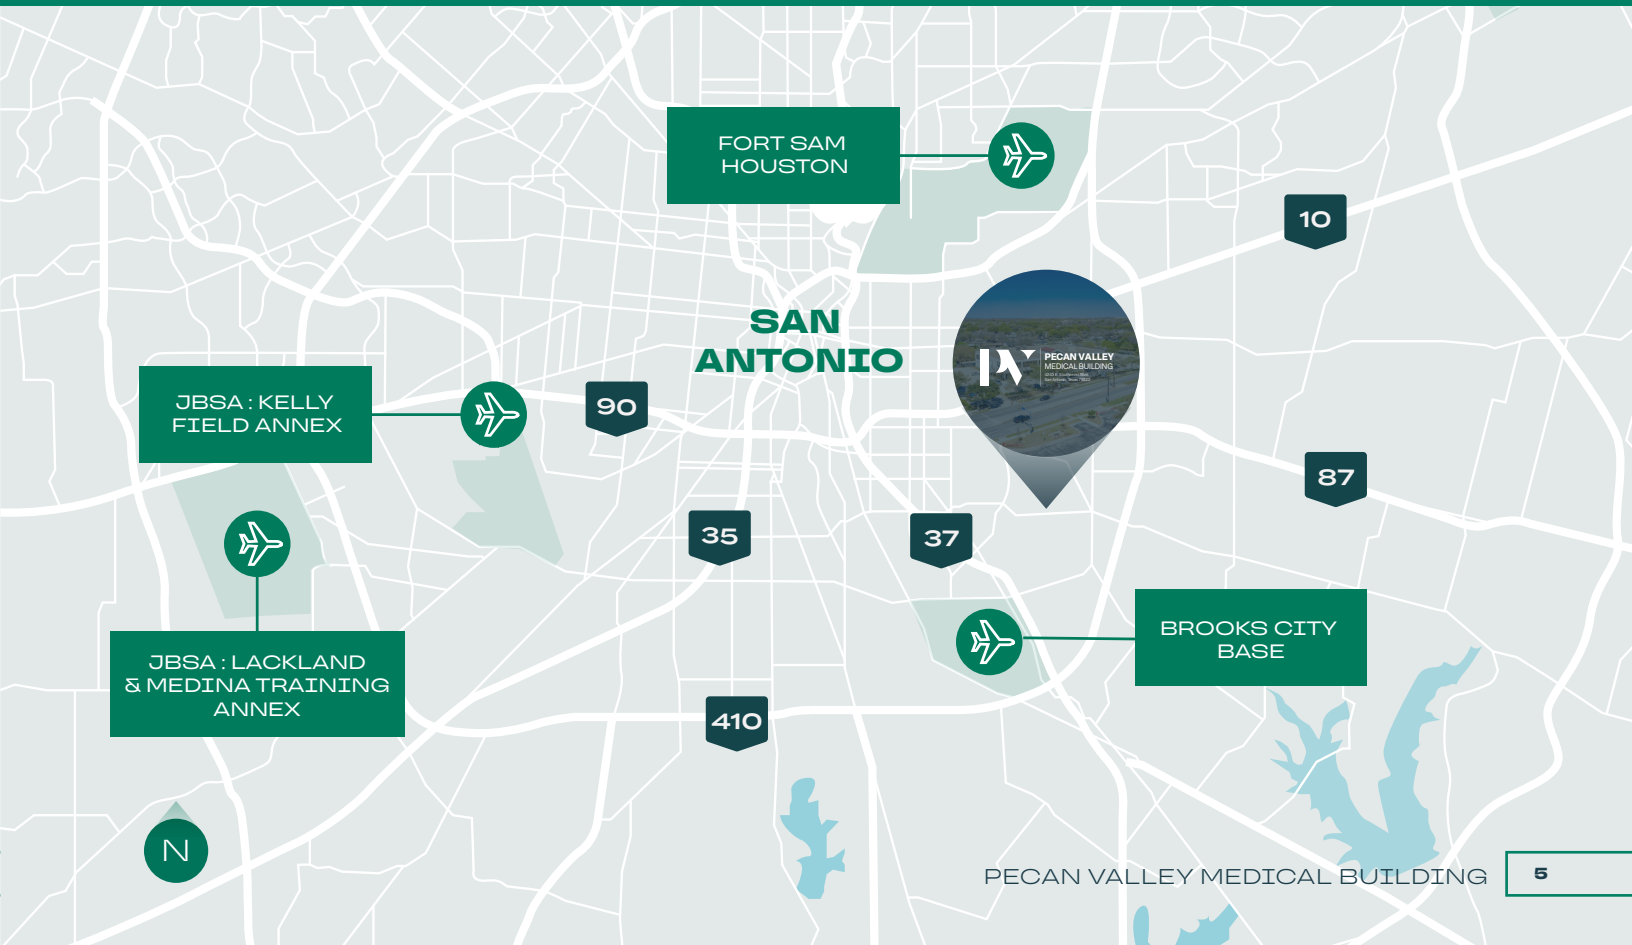 FORT SAM
HOUSTON
10
SAN
ANTONIO
PECAN VALLEY
MEDICAL BUILDING
JBSA : KELLY
FIELD ANNEX
90
87
35
37
BROOKS CITY
BASE
JBSA : LACKLAND
& MEDINA TRAINING
ANNEX
410
N
PECAN VALLEY MEDICAL BUILDING
5